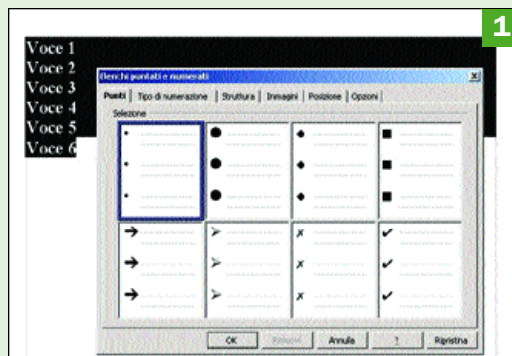 1
Voce 1
Voce 2
Voce 3
Voce 4
Voce 5
Voce 6
Elenchi puntati e numerati
Punti Tipo di numerazione Struttura Immagini Posizione Opzioni
Selezione
OK Rimuovi Annulla ? Ripristina